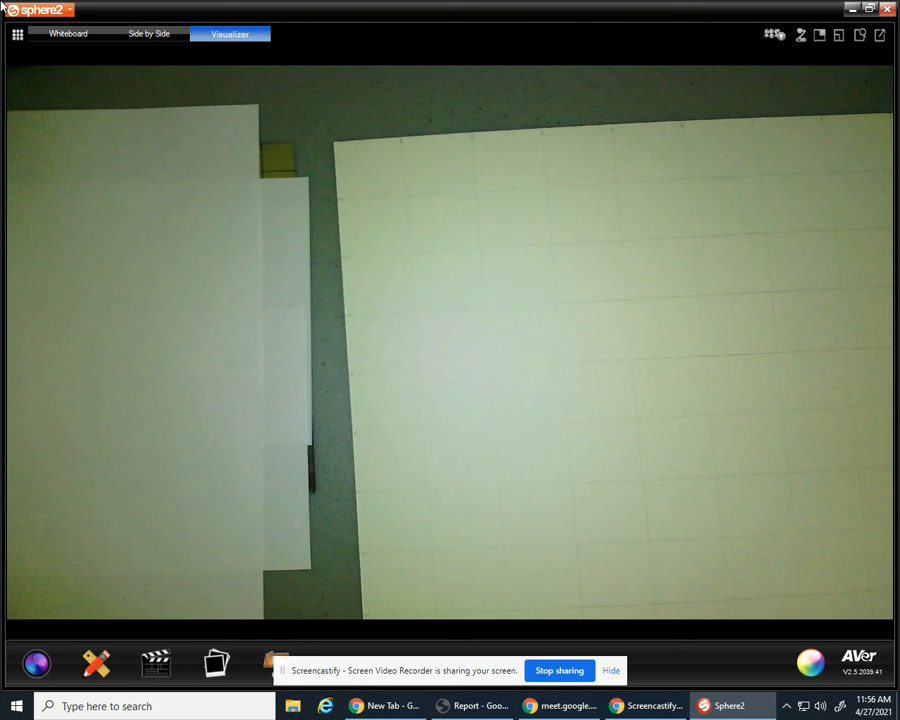 sphere2
Whiteboard
Side by Side
Visualizer
Screencastify - Screen Video Recorder is sharing your screen.
Stop sharing
Hide
AVer
V2.5.2039.41
Type here to search
New Tab - G...
Report - Goo...
meet.google....
Screencastify...
Sphere2
11:56 AM
4/27/2021